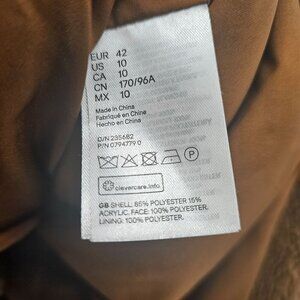 EUR 42
US 10
CA 10
CN 170/96A
MX 10
Made in China
Fabriqué en Chine
Hecho en China
O/N 235682
P/N 0794779 0
P
clevercare.info
GB SHELL: 85% POLYESTER 15%
ACRYLIC. FACE: 100% POLYESTER.
LINING: 100% POLYESTER.